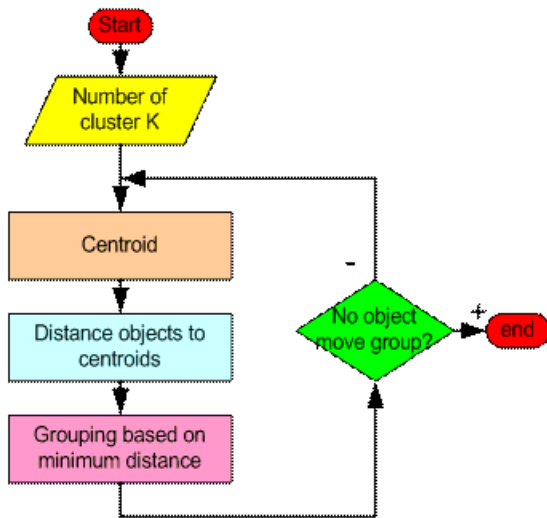 Start
Number of
cluster K
Centroid
Distance objects to
centroids
Grouping based on
minimum distance
-
No object
move group?
+
end